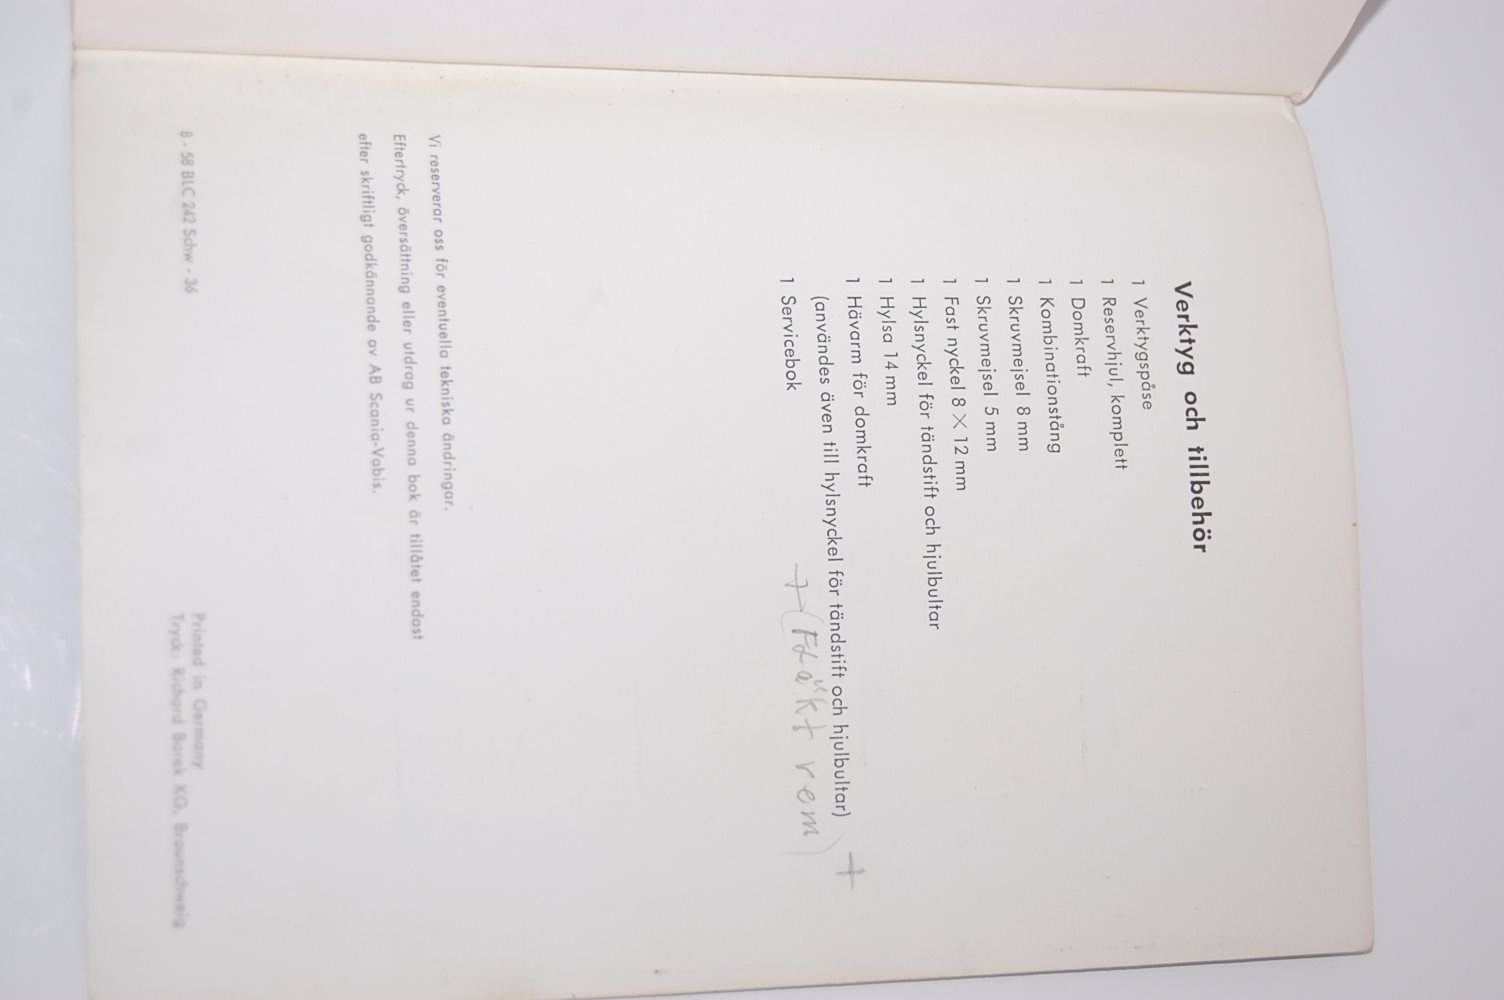 Verktyg och tillbehör
1 Verktygspåse
1 Reservhjul, komplett
1 Domkraft
1 Kombinationstång
1 Skruvmejsel 8 mm
1 Skruvmejsel 5 mm
1 Fast nyckel 8 × 12 mm
1 Hylsnyckel för tändstift och hjulbultar
1 Hylsa 14 mm
1 Hävarm för domkraft
(användes även till hylsnyckel för tändstift och hjulbultar) +
1 Servicebok
+ (Fläkt rem)
Vi reserverar oss för eventuella tekniska ändringar.
Eftertryck, översättning eller utdrag ur denna bok är tillåtet endast
efter skriftligt godkännande av AB Scania-Vabis.
8 - 58 BLC 242 Schw - 36
Printed in Germany
Tryck: Richard Borek KG, Braunschweig